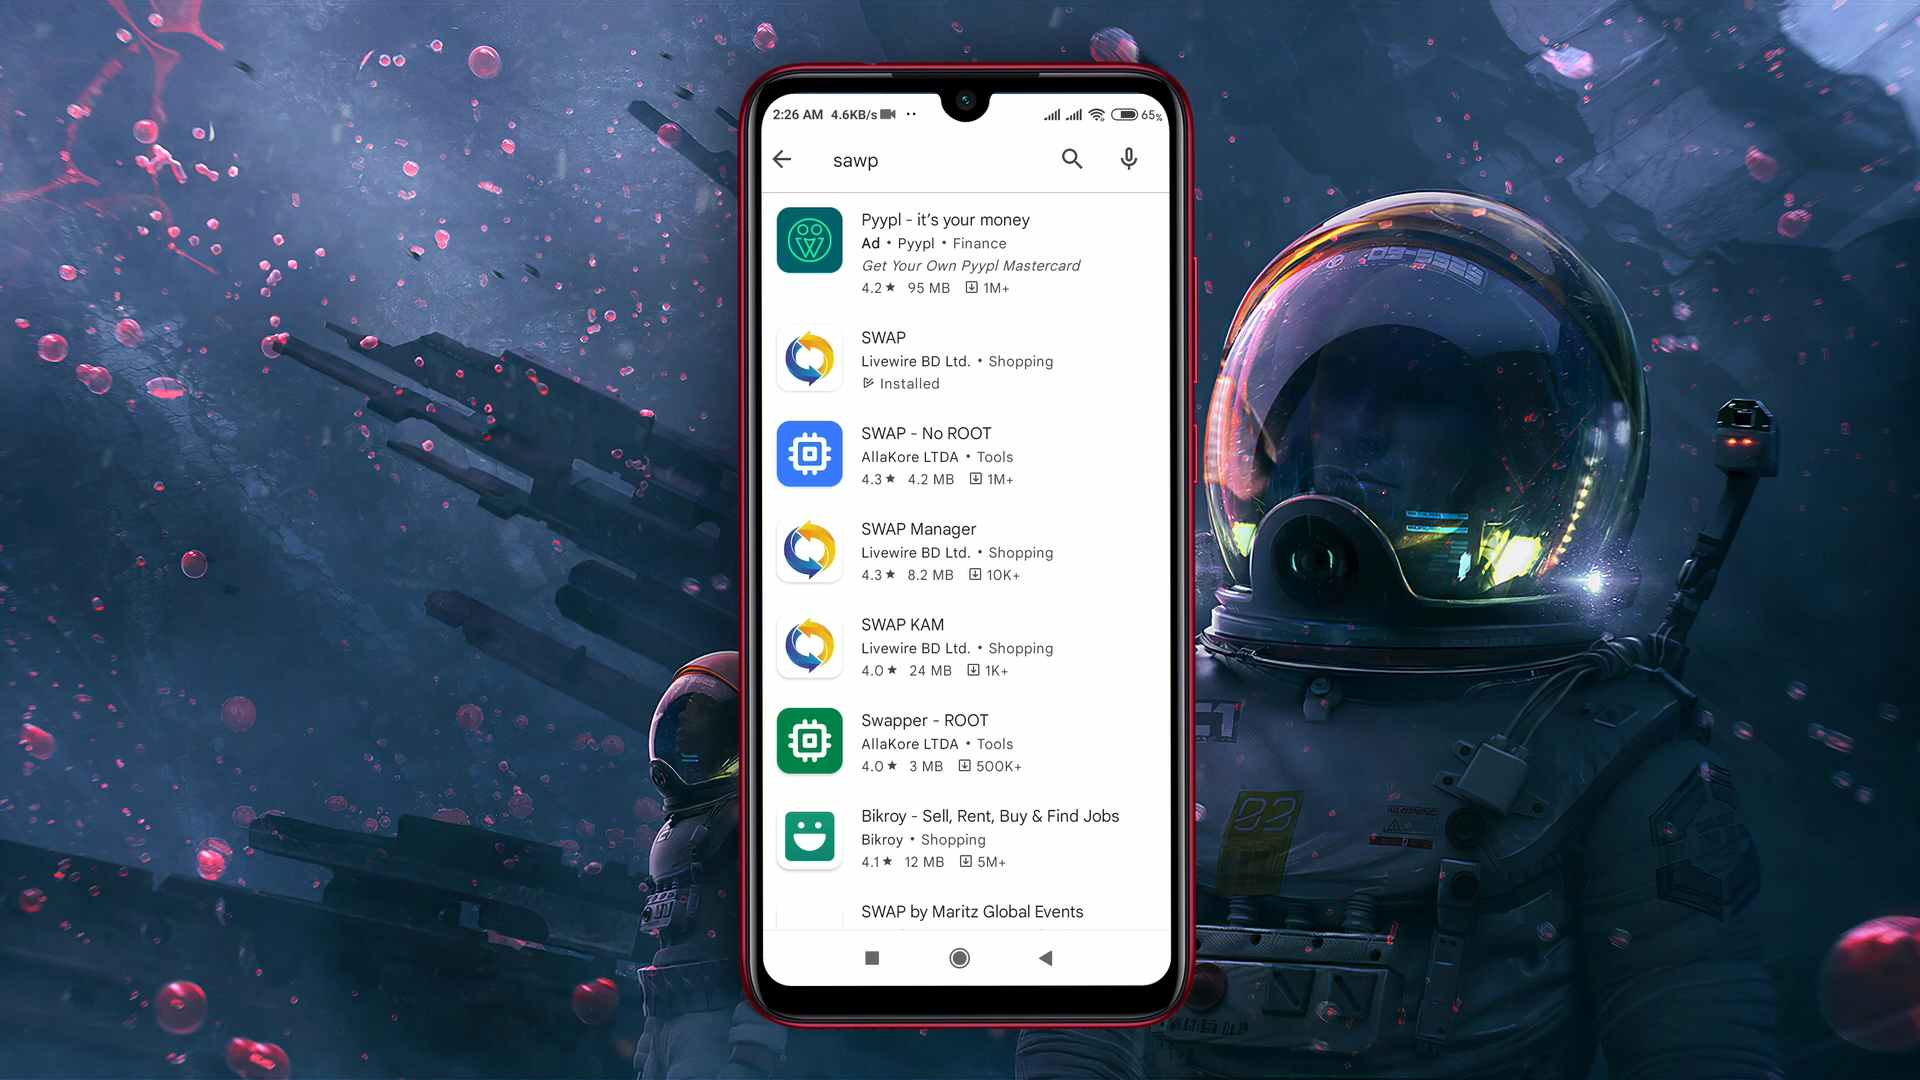 2:26 AM 4.6KB/s 65%
sawp
Pyypl - it's your money
Ad • Pyypl • Finance
Get Your Own Pyypl Mastercard
4.2★ 95 MB 1M+
SWAP
Livewire BD Ltd. • Shopping
Installed
SWAP - No ROOT
AllaKore LTDA • Tools
4.3★ 4.2 MB 1M+
SWAP Manager
Livewire BD Ltd. • Shopping
4.3★ 8.2 MB 10K+
SWAP KAM
Livewire BD Ltd. • Shopping
4.0★ 24 MB 1K+
Swapper - ROOT
AllaKore LTDA • Tools
4.0★ 3 MB 500K+
Bikroy - Sell, Rent, Buy & Find Jobs
Bikroy • Shopping
4.1★ 12 MB 5M+
SWAP by Maritz Global Events
02